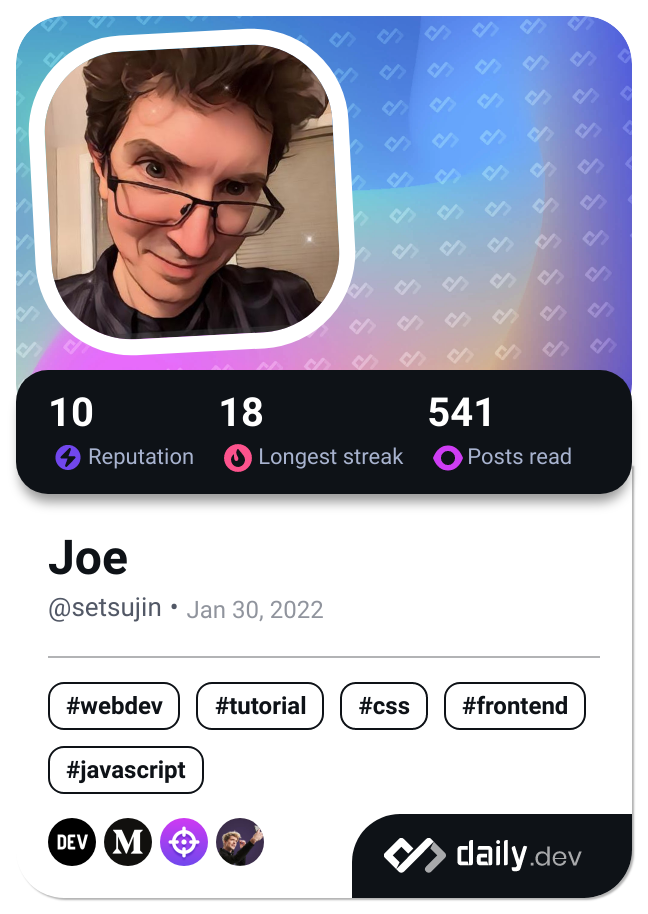 10 18 541
Reputation Longest streak Posts read
Joe
@setsujin • Jan 30, 2022
#webdev #tutorial #css #frontend
#javascript
DEV M daily.dev